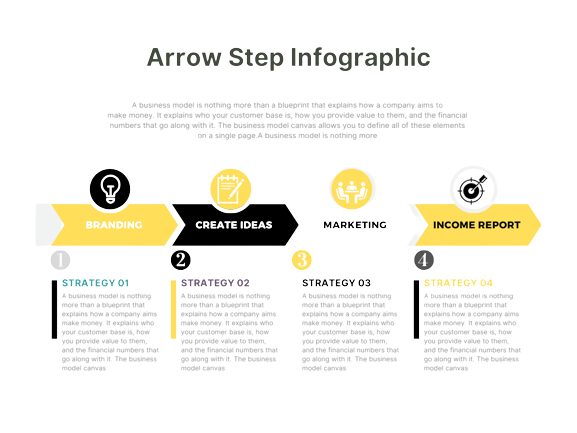 Arrow Step Infographic
A business model is nothing more than a blueprint that explains how a company aims to
make money. It explains who your customer base is, how you provide value to them, and the financial
numbers that go along with it. The business model canvas allows you to define all of these elements
on a single page.A business model is nothing more
BRANDING
CREATE IDEAS
MARKETING
INCOME REPORT
1
2
3
4
STRATEGY 01
A business model is nothing
more than a blueprint that
explains how a company aims
make money. It explains who
your customer base is, how
you provide value to them,
and the financial numbers that
go along with it. The business
model canvas
STRATEGY 02
A business model is nothing
more than a blueprint that
explains how a company aims
make money. It explains who
your customer base is, how
you provide value to them,
and the financial numbers that
go along with it. The business
model canvas
STRATEGY 03
A business model is nothing
more than a blueprint that
explains how a company aims
make money. It explains who
your customer base is, how
you provide value to them,
and the financial numbers that
go along with it. The business
model canvas
STRATEGY 04
A business model is nothing
more than a blueprint that
explains how a company aims
make money. It explains who
your customer base is, how
you provide value to them,
and the financial numbers that
go along with it. The business
model canvas